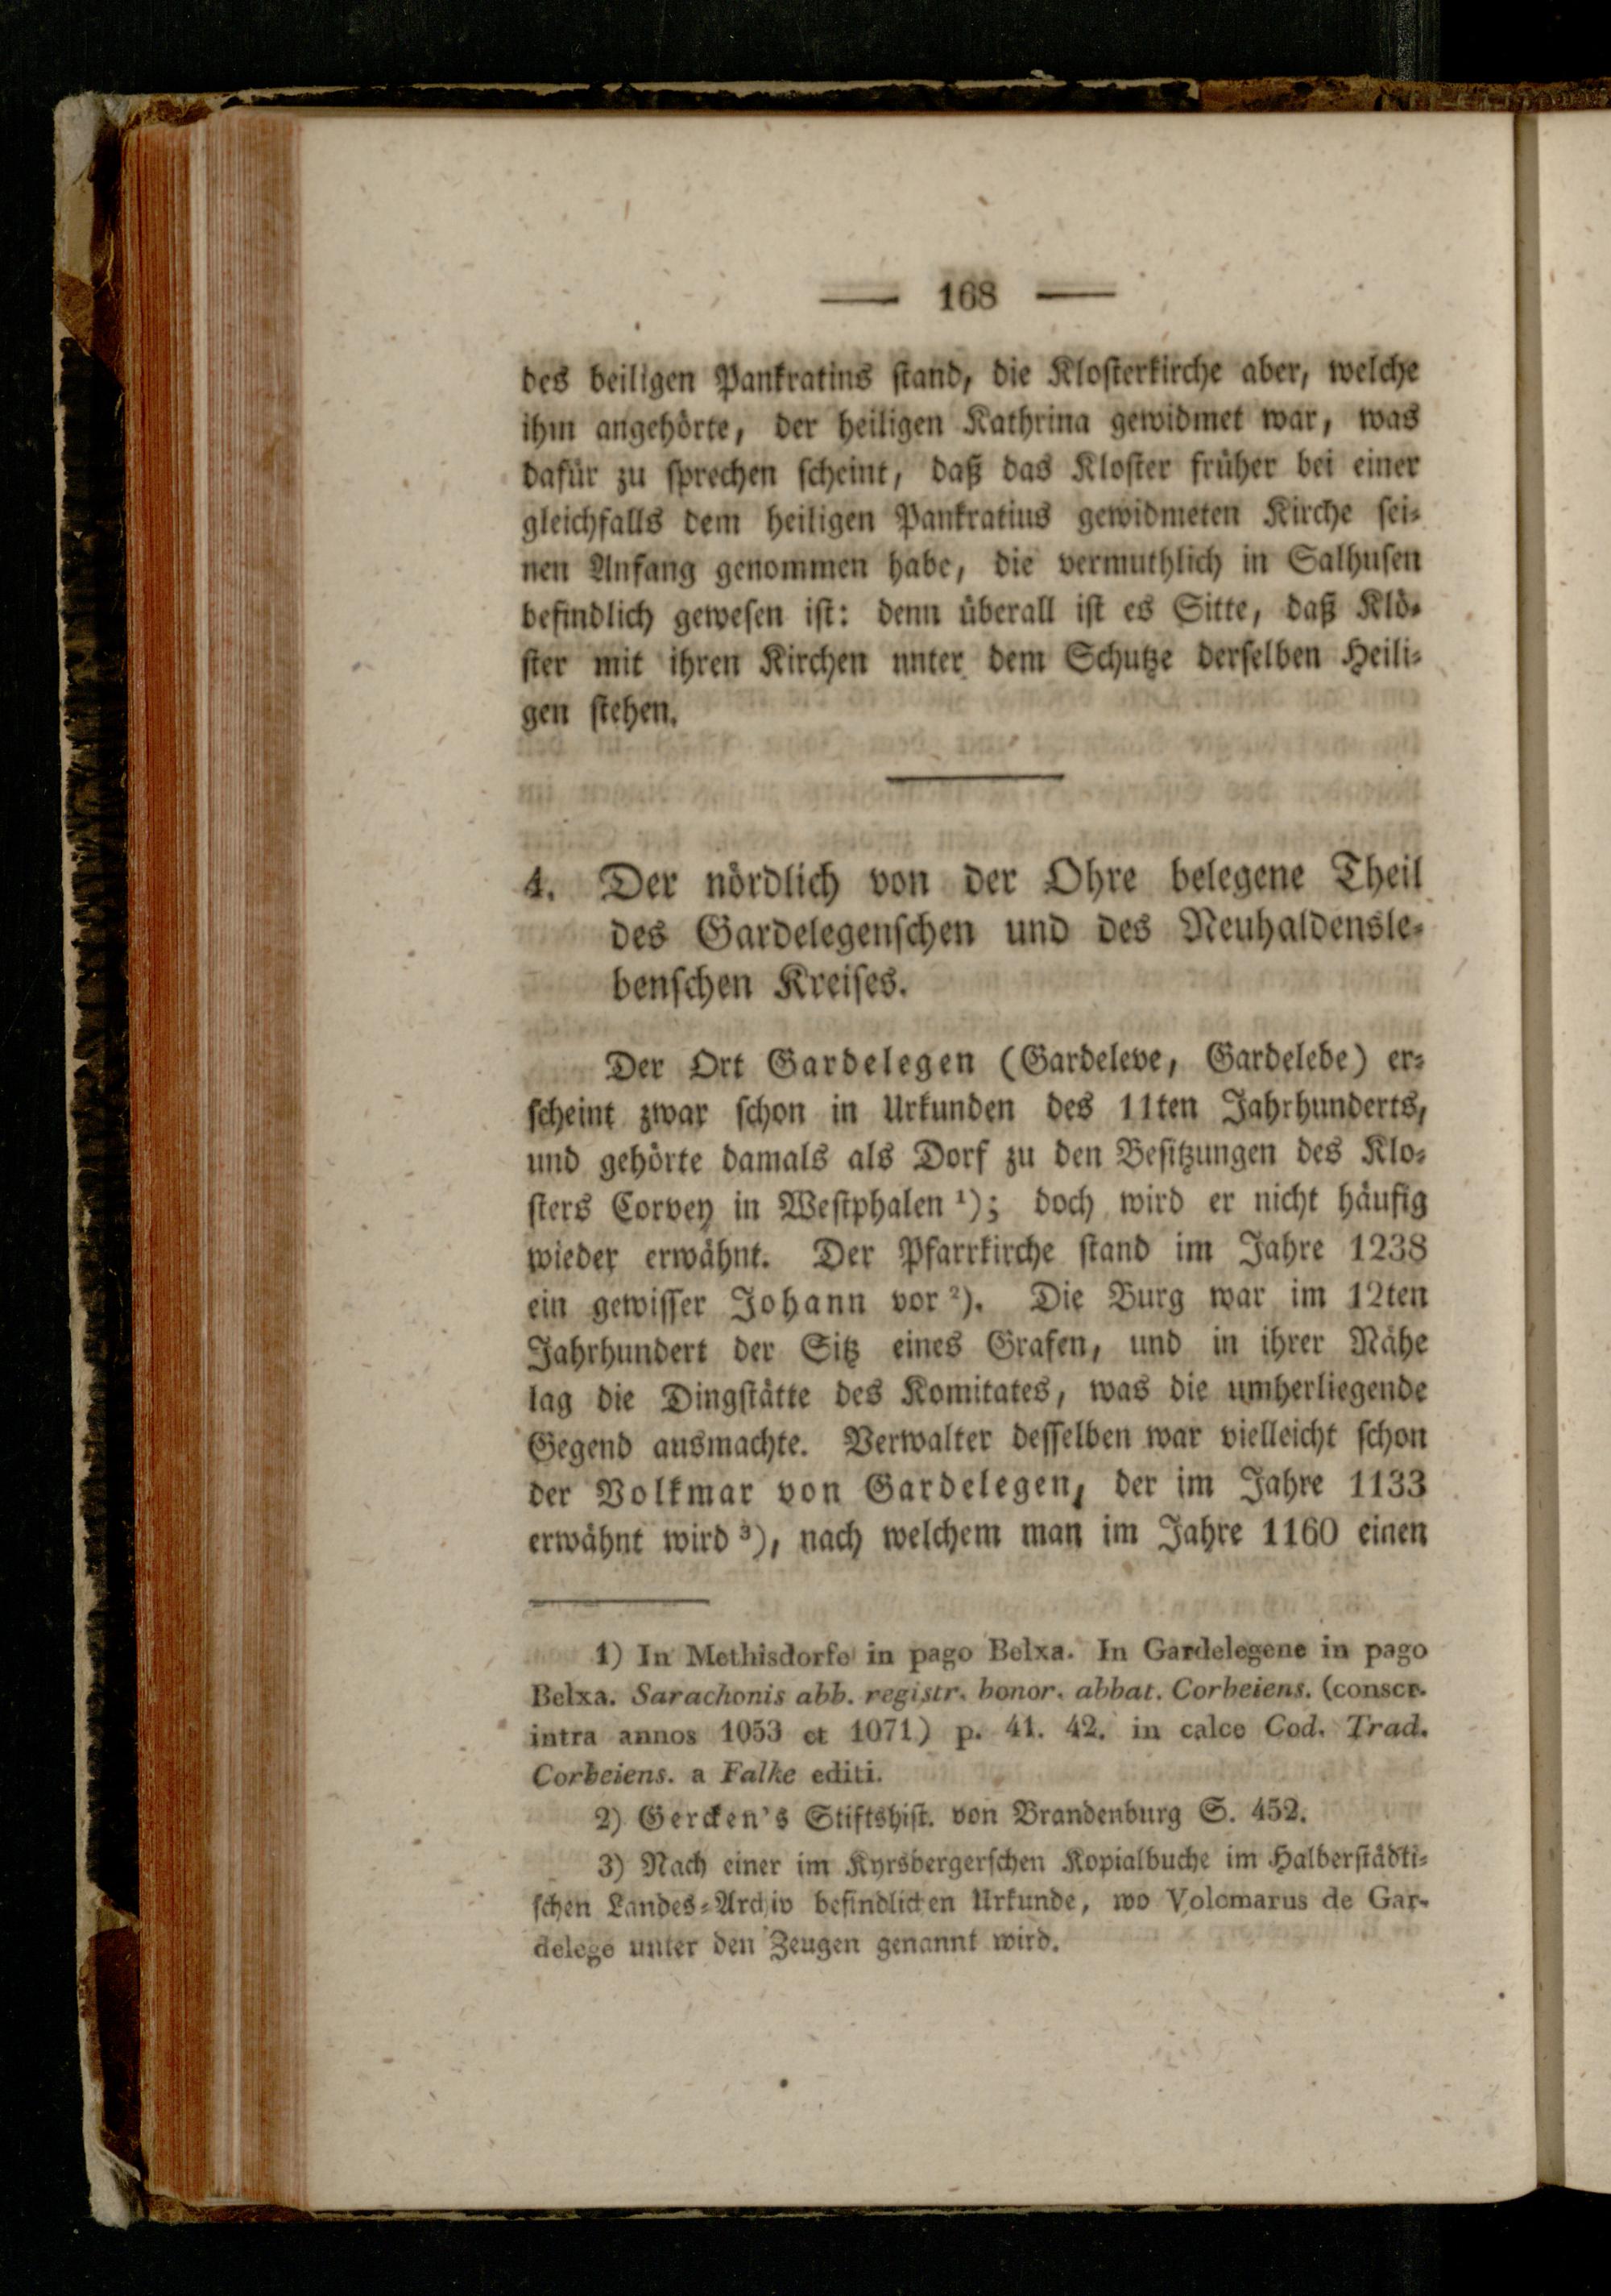 — 168 —
des beiligen Pankratins stand, die Klosterkirche aber, welche
ihm angehörte, der heiligen Kathrina gewidmet war, was
dafür zu sprechen scheint, daß das Kloster früher bei einer
gleichfalls dem heiligen Pankratius gewidmeten Kirche sei-
nen Anfang genommen habe, die vermuthlich in Salhusen
befindlich gewesen ist: denn überall ist es Sitte, daß Klö-
ster mit ihren Kirchen unter dem Schutze derselben Heili-
gen stehen.
4. Der nördlich von der Ohre belegene Theil
des Gardelegenschen und des Neuhaldensle-
benschen Kreises.
Der Ort Gardelegen (Gardeleve, Gardelebe) er-
scheint zwar schon in Urkunden des 11ten Jahrhunderts,
und gehörte damals als Dorf zu den Besitzungen des Klo-
sters Corvey in Westphalen ¹); doch wird er nicht häufig
wieder erwähnt. Der Pfarrkirche stand im Jahre 1238
ein gewisser Johann vor ²). Die Burg war im 12ten
Jahrhundert der Sitz eines Grafen, und in ihrer Nähe
lag die Dingstätte des Komitates, was die umherliegende
Gegend ausmachte. Verwalter desselben war vielleicht schon
der Volkmar von Gardelegen, der im Jahre 1133
erwähnt wird ³), nach welchem man im Jahre 1160 einen
1) In Methisdorfe in pago Belxa. In Gardelegene in pago
Belxa. Sarachonis abb. registr. bonor. abbat. Corbeiens. (conscr.
intra annos 1053 et 1071) p. 41. 42. in calce Cod. Trad.
Corbeiens. a Falke editi.
2) Gercken's Stiftshist. von Brandenburg S. 452.
3) Nach einer im Kyrsbergerschen Kopialbuche im Halberstädti-
schen Landes-Archiv befindlichen Urkunde, wo Volcmarus de Gar-
delege unter den Zeugen genannt wird.